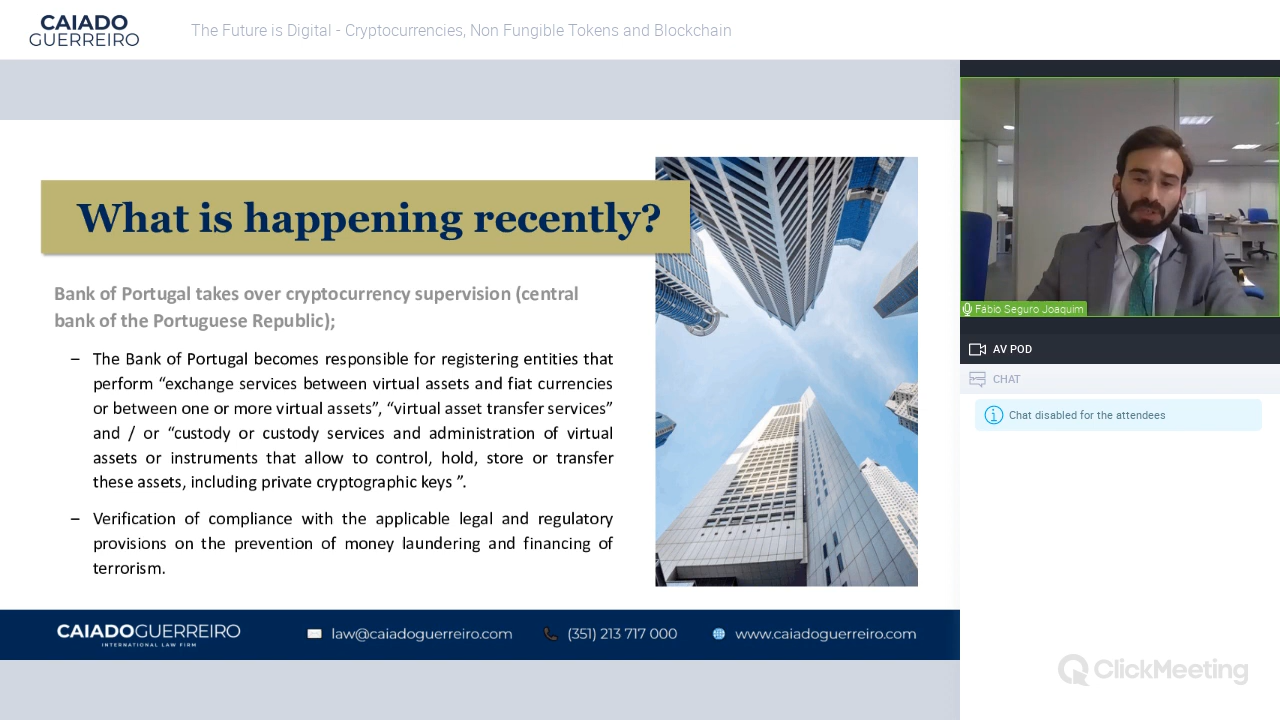 CAIADO
GUERREIRO
The Future is Digital - Cryptocurrencies, Non Fungible Tokens and Blockchain
What is happening recently?
Bank of Portugal takes over cryptocurrency supervision (central
bank of the Portuguese Republic);
– The Bank of Portugal becomes responsible for registering entities that
perform “exchange services between virtual assets and fiat currencies
or between one or more virtual assets”, “virtual asset transfer services”
and / or “custody or custody services and administration of virtual
assets or instruments that allow to control, hold, store or transfer
these assets, including private cryptographic keys ”.
– Verification of compliance with the applicable legal and regulatory
provisions on the prevention of money laundering and financing of
terrorism.
CAIADOGUERREIRO
INTERNATIONAL LAW FIRM
law@caiadoguerreiro.com
(351) 213 717 000
www.caiadoguerreiro.com
Fábio Seguro Joaquim
AV POD
CHAT
Chat disabled for the attendees
ClickMeeting